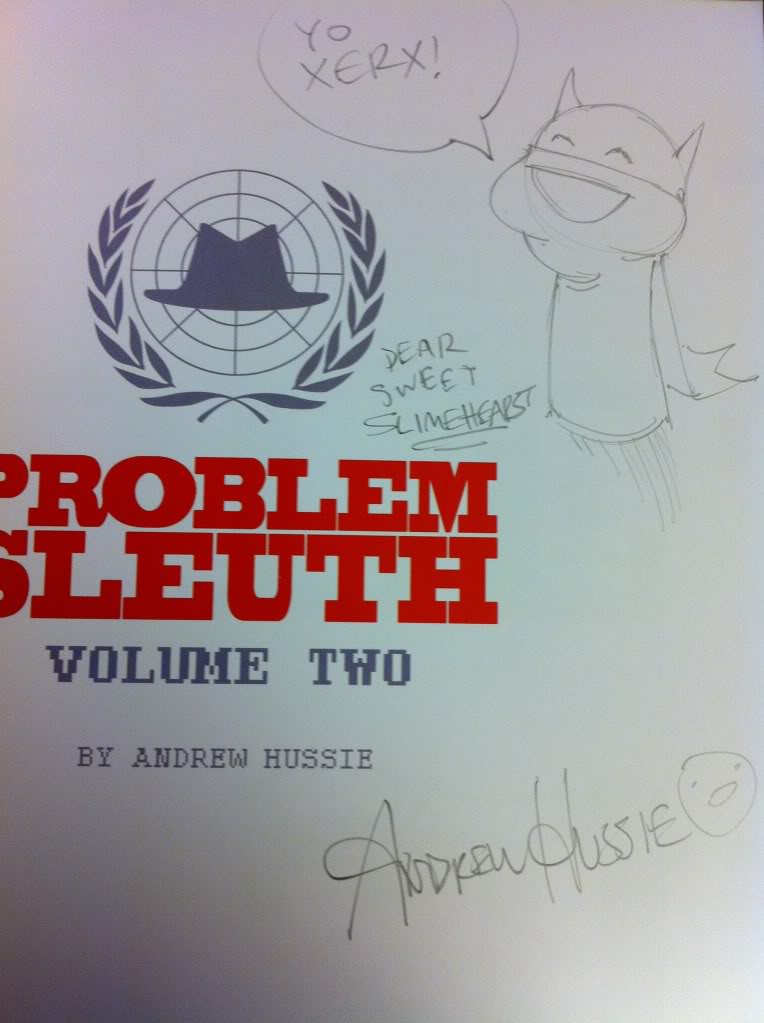 YO
XERX!
DEAR
SWEET
SLIMEHEART
PROBLEM
SLEUTH
VOLUME TWO
BY ANDREW HUSSIE
ANDREW HUSSIE